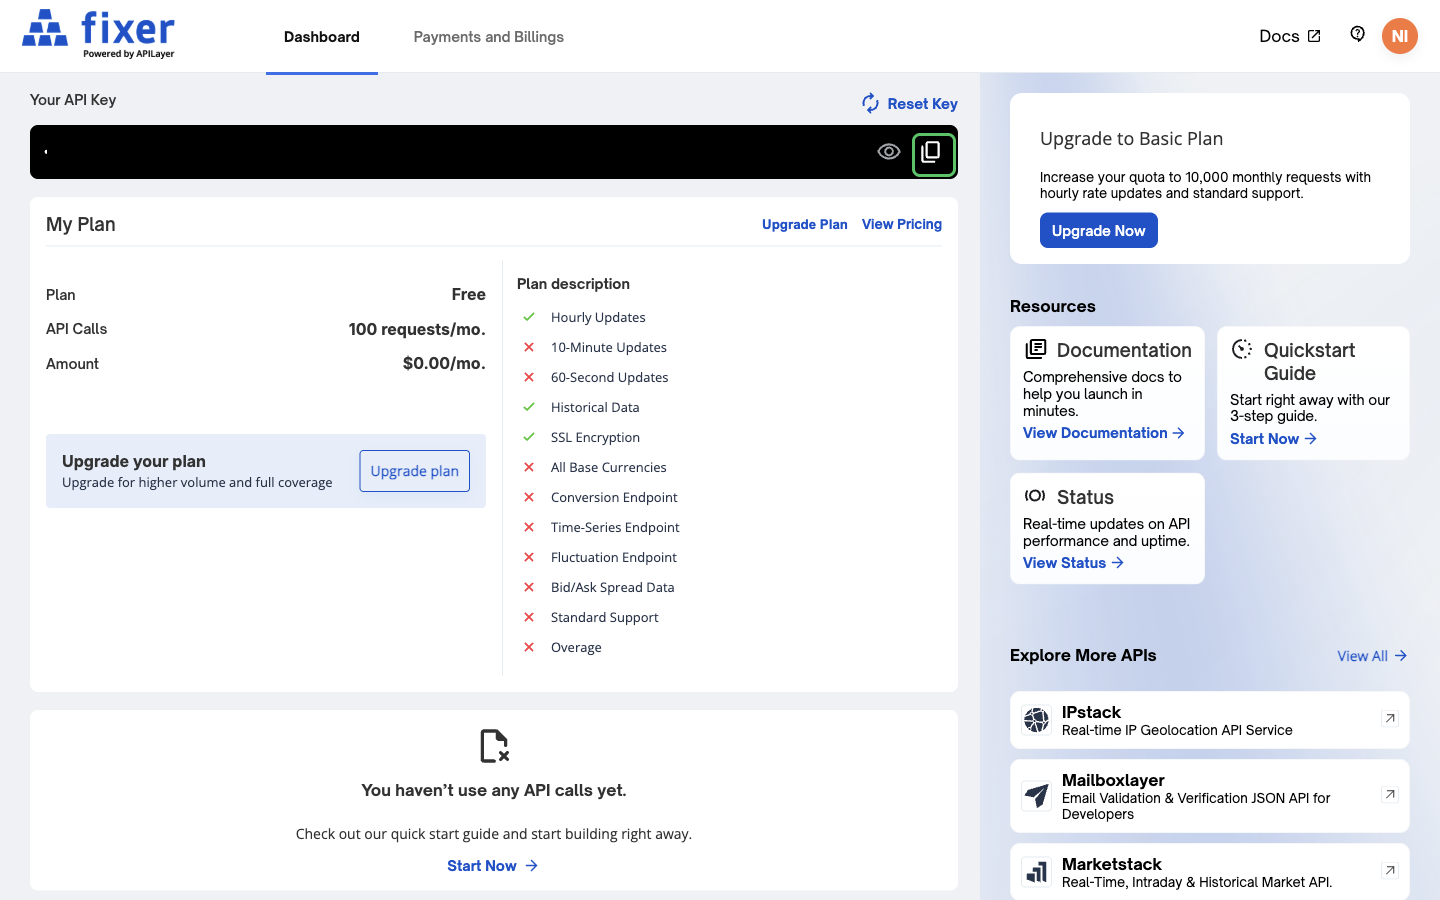 fixer
Powered by APILayer
Dashboard
Payments and Billings
Docs
NI
Your API Key
Reset Key
My Plan
Upgrade Plan
View Pricing
Plan
Free
API Calls
100 requests/mo.
Amount
$0.00/mo.
Upgrade your plan
Upgrade for higher volume and full coverage
Upgrade plan
Plan description
Hourly Updates
10-Minute Updates
60-Second Updates
Historical Data
SSL Encryption
All Base Currencies
Conversion Endpoint
Time-Series Endpoint
Fluctuation Endpoint
Bid/Ask Spread Data
Standard Support
Overage
You haven’t use any API calls yet.
Check out our quick start guide and start building right away.
Start Now
Upgrade to Basic Plan
Increase your quota to 10,000 monthly requests with
hourly rate updates and standard support.
Upgrade Now
Resources
Documentation
Comprehensive docs to
help you launch in
minutes.
View Documentation
Quickstart
Guide
Start right away with our
3-step guide.
Start Now
Status
Real-time updates on API
performance and uptime.
View Status
Explore More APIs
View All
IPstack
Real-time IP Geolocation API Service
Mailboxlayer
Email Validation & Verification JSON API for
Developers
Marketstack
Real-Time, Intraday & Historical Market API.